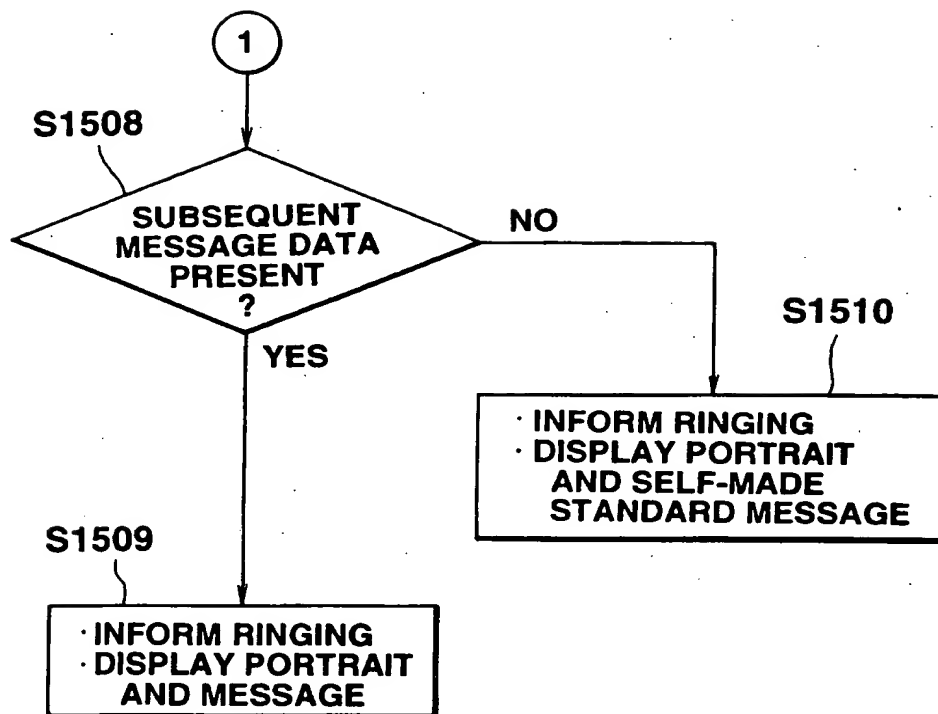 1
S1508
SUBSEQUENT
MESSAGE DATA
PRESENT
?
NO
YES
S1510
· INFORM RINGING
· DISPLAY PORTRAIT
AND SELF-MADE
STANDARD MESSAGE
S1509
· INFORM RINGING
· DISPLAY PORTRAIT
AND MESSAGE